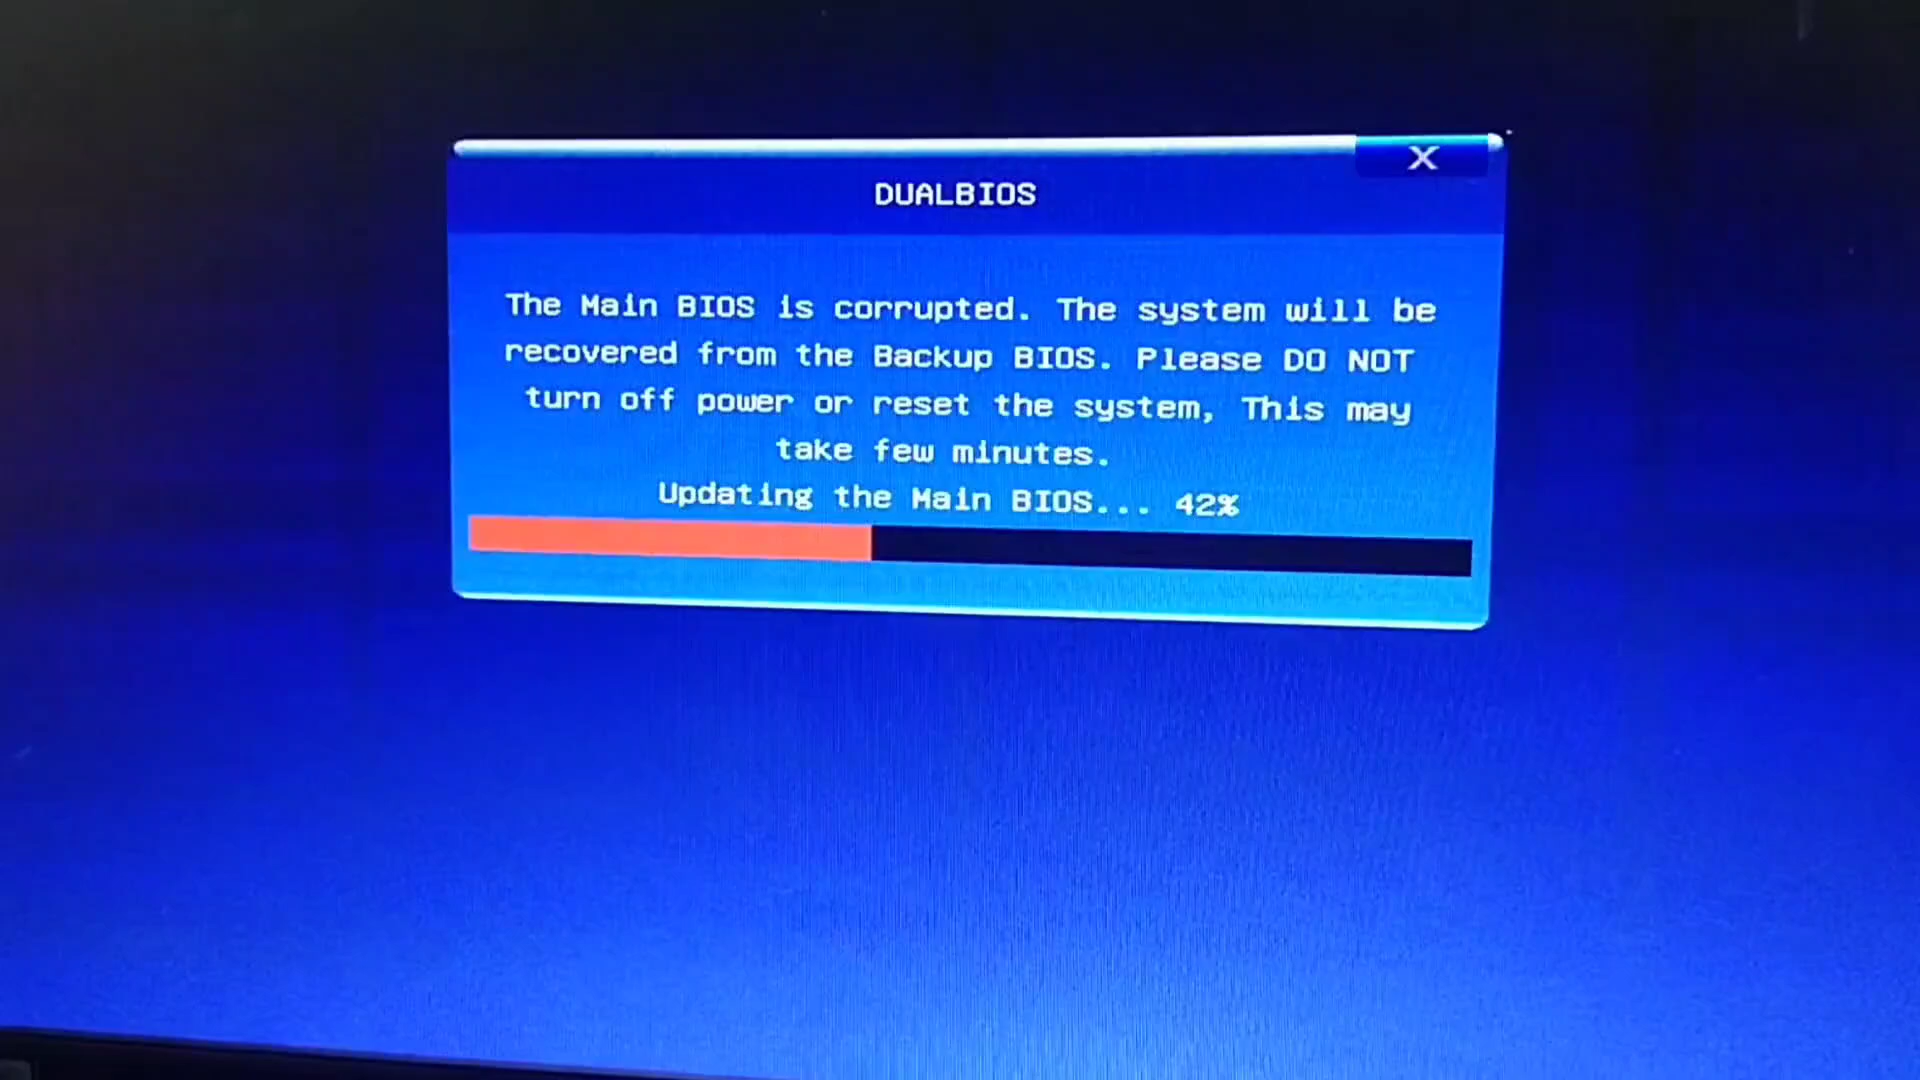 X
DUALBIOS
The Main BIOS is corrupted. The system will be
recovered from the Backup BIOS. Please DO NOT
turn off power or reset the system, This may
take few minutes.
Updating the Main BIOS... 42%